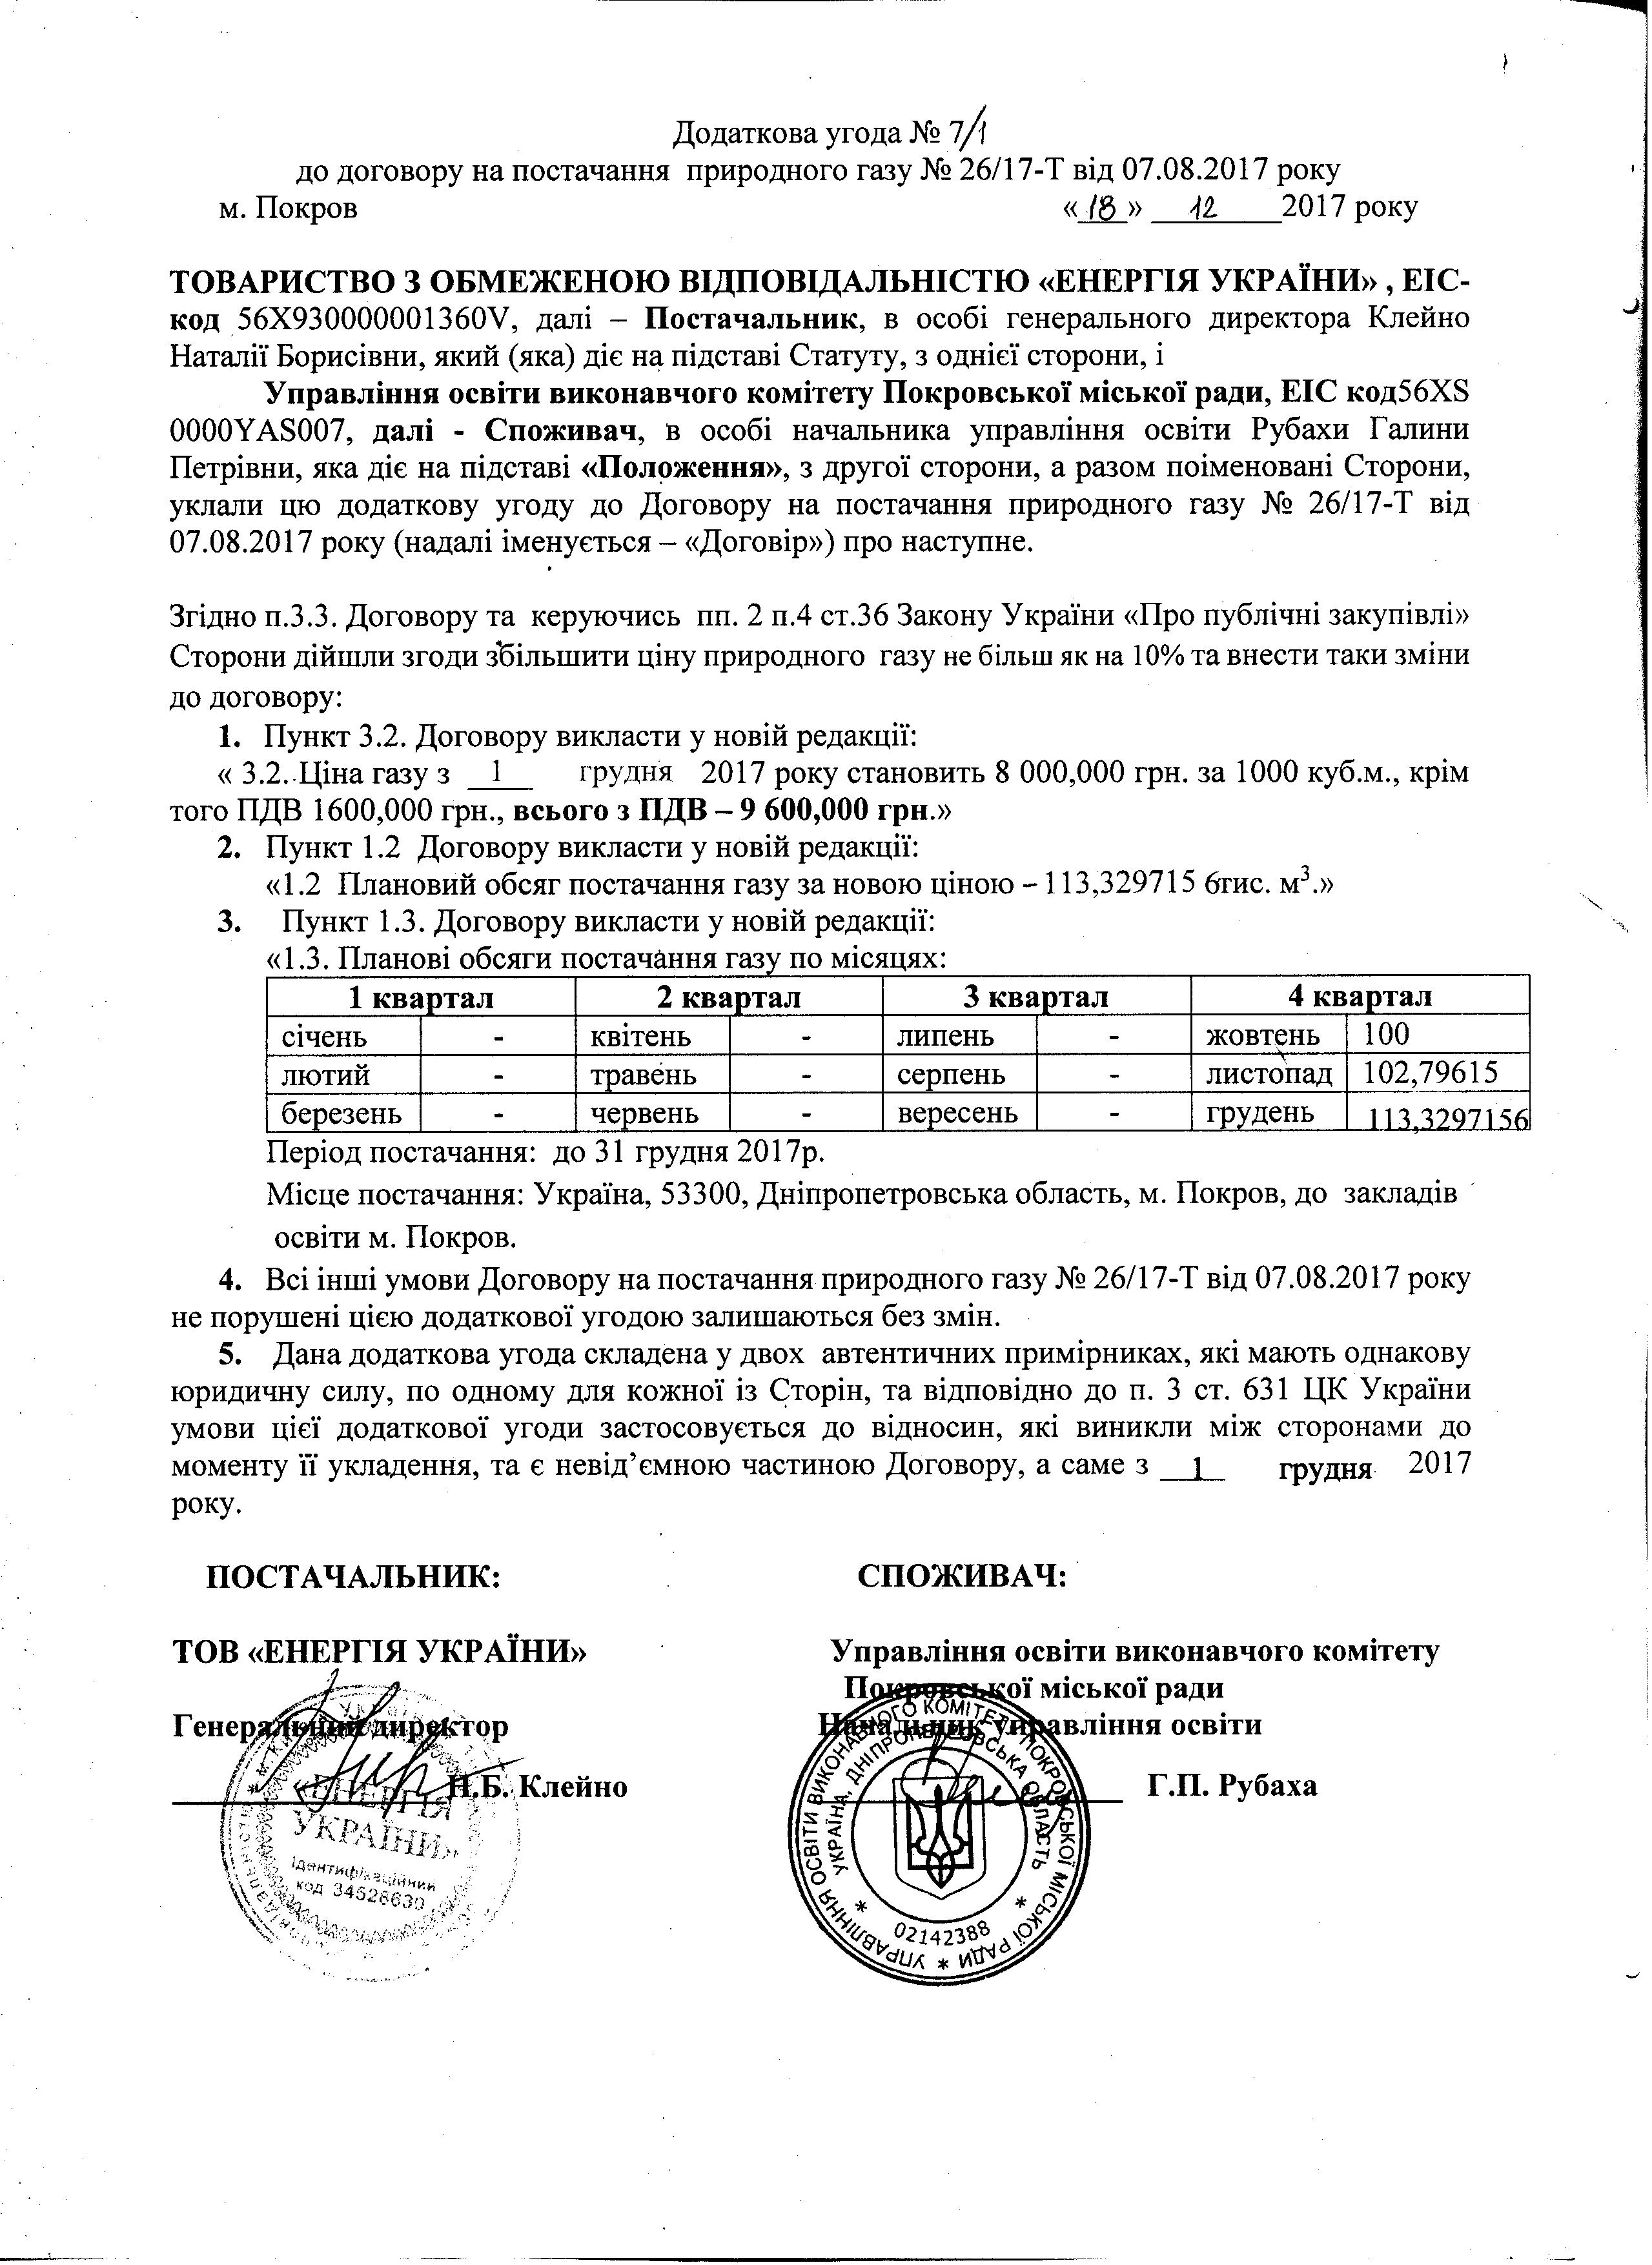 Додаткова угода № 7/1
до договору на постачання природного газу № 26/17-Т від 07.08.2017 року
м. Покров « 18 » 12 2017 року
ТОВАРИСТВО З ОБМЕЖЕНОЮ ВІДПОВІДАЛЬНІСТЮ «ЕНЕРГІЯ УКРАЇНИ» , ЕІС-
код 56X930000001360V, далі – Постачальник, в особі генерального директора Клейно
Наталії Борисівни, який (яка) діє на підставі Статуту, з однієї сторони, і
Управління освіти виконавчого комітету Покровської міської ради, ЕІС код56XS
0000YAS007, далі - Споживач, в особі начальника управління освіти Рубахи Галини
Петрівни, яка діє на підставі «Положення», з другої сторони, а разом поіменовані Сторони,
уклали цю додаткову угоду до Договору на постачання природного газу № 26/17-Т від
07.08.2017 року (надалі іменується – «Договір») про наступне.
Згідно п.3.3. Договору та керуючись пп. 2 п.4 ст.36 Закону України «Про публічні закупівлі»
Сторони дійшли згоди збільшити ціну природного газу не більш як на 10% та внести таки зміни
до договору:
1. Пункт 3.2. Договору викласти у новій редакції:
« 3.2. Ціна газу з 1 грудня 2017 року становить 8 000,000 грн. за 1000 куб.м., крім
того ПДВ 1600,000 грн., всього з ПДВ – 9 600,000 грн.»
2. Пункт 1.2 Договору викласти у новій редакції:
«1.2 Плановий обсяг постачання газу за новою ціною – 113,329715 6тис. м³.»
3. Пункт 1.3. Договору викласти у новій редакції:
«1.3. Планові обсяги постачання газу по місяцях:
1 квартал 2 квартал 3 квартал 4 квартал
січень - квітень - липень - жовтень 100
лютий - травень - серпень - листопад 102,79615
березень - червень - вересень - грудень 113,3297156
Період постачання: до 31 грудня 2017р.
Місце постачання: Україна, 53300, Дніпропетровська область, м. Покров, до закладів
освіти м. Покров.
4. Всі інші умови Договору на постачання природного газу № 26/17-Т від 07.08.2017 року
не порушені цією додаткової угодою залишаються без змін.
5. Дана додаткова угода складена у двох автентичних примірниках, які мають однакову
юридичну силу, по одному для кожної із Сторін, та відповідно до п. 3 ст. 631 ЦК України
умови цієї додаткової угоди застосовується до відносин, які виникли між сторонами до
моменту її укладення, та є невід’ємною частиною Договору, а саме з 1 грудня 2017
року.
ПОСТАЧАЛЬНИК: СПОЖИВАЧ:
ТОВ «ЕНЕРГІЯ УКРАЇНИ» Управління освіти виконавчого комітету
Покровської міської ради
Генеральний директор Начальник управління освіти
Н.Б. Клейно Г.П. Рубаха
«ЕНЕРГІЯ
УКРАЇНИ»
Ідентифікаційний
код 34528630
УПРАВЛІННЯ ОСВІТИ ВИКОНАВЧОГО КОМІТЕТУ ПОКРОВСЬКОЇ МІСЬКОЇ РАДИ
УКРАЇНА, ДНІПРОПЕТРОВСЬКА ОБЛАСТЬ
02142388